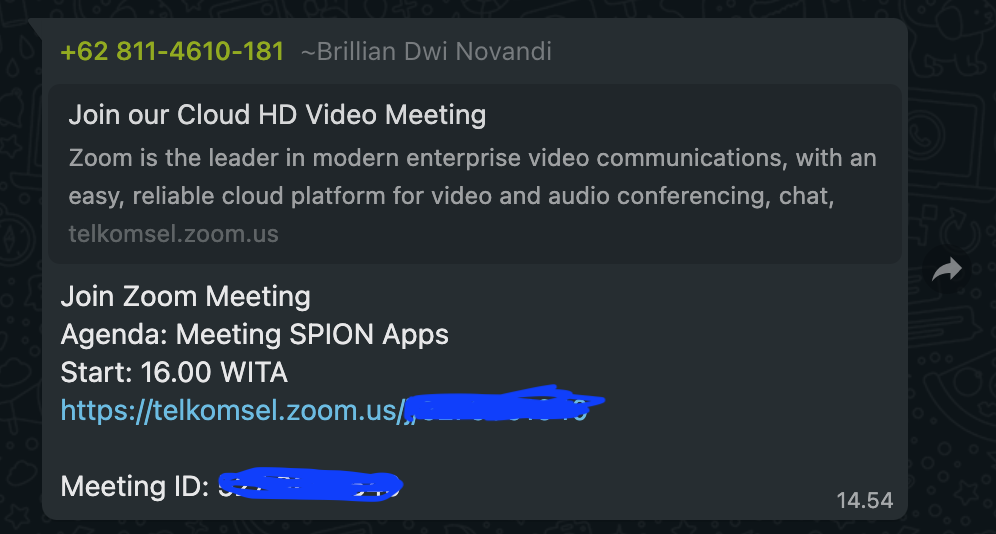 +62 811-4610-181 ~Brillian Dwi Novandi
Join our Cloud HD Video Meeting
Zoom is the leader in modern enterprise video communications, with an
easy, reliable cloud platform for video and audio conferencing, chat,
telkomsel.zoom.us
Join Zoom Meeting
Agenda: Meeting SPION Apps
Start: 16.00 WITA
https://telkomsel.zoom.us/
Meeting ID:
14.54